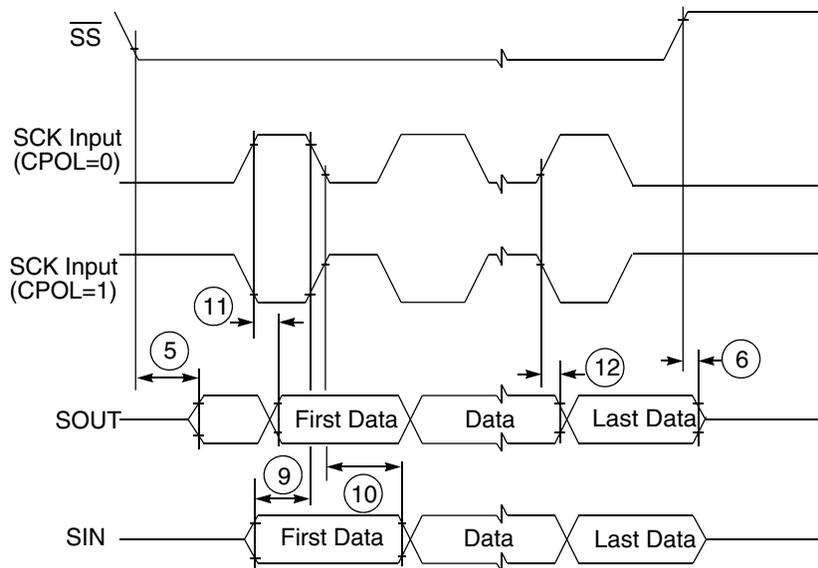 SS
SCK Input
(CPOL=0)
SCK Input
(CPOL=1)
11
5
12
6
SOUT
First Data
Data
Last Data
9
10
SIN
First Data
Data
Last Data